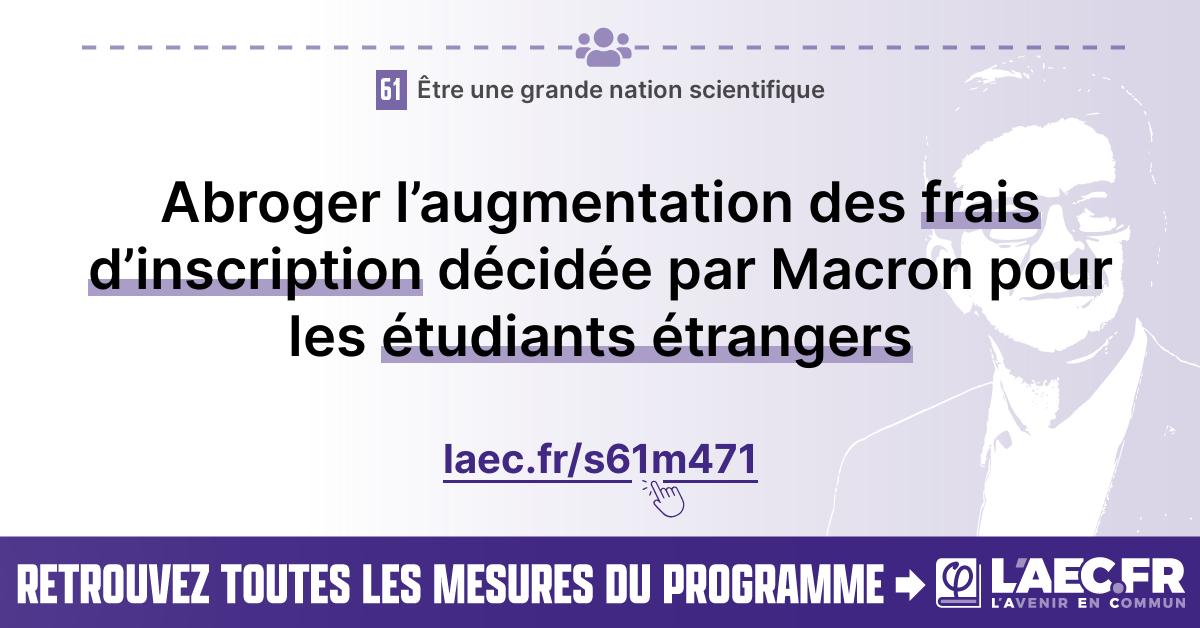 61 Être une grande nation scientifique
Abroger l’augmentation des frais
d’inscription décidée par Macron pour
les étudiants étrangers
laec.fr/s61m471
RETROUVEZ TOUTES LES MESURES DU PROGRAMME
φ L'AEC.FR
L'AVENIR EN COMMUN